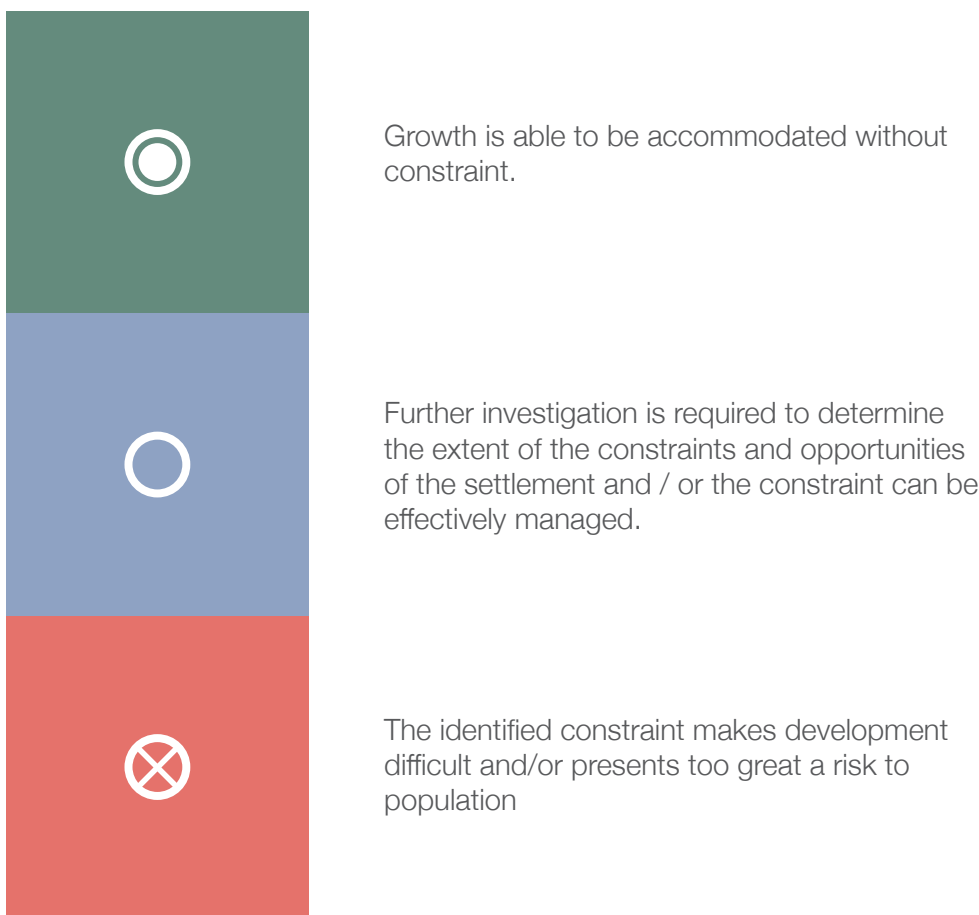 Growth is able to be accommodated without
constraint.
Further investigation is required to determine
the extent of the constraints and opportunities
of the settlement and / or the constraint can be
effectively managed.
The identified constraint makes development
difficult and/or presents too great a risk to
population